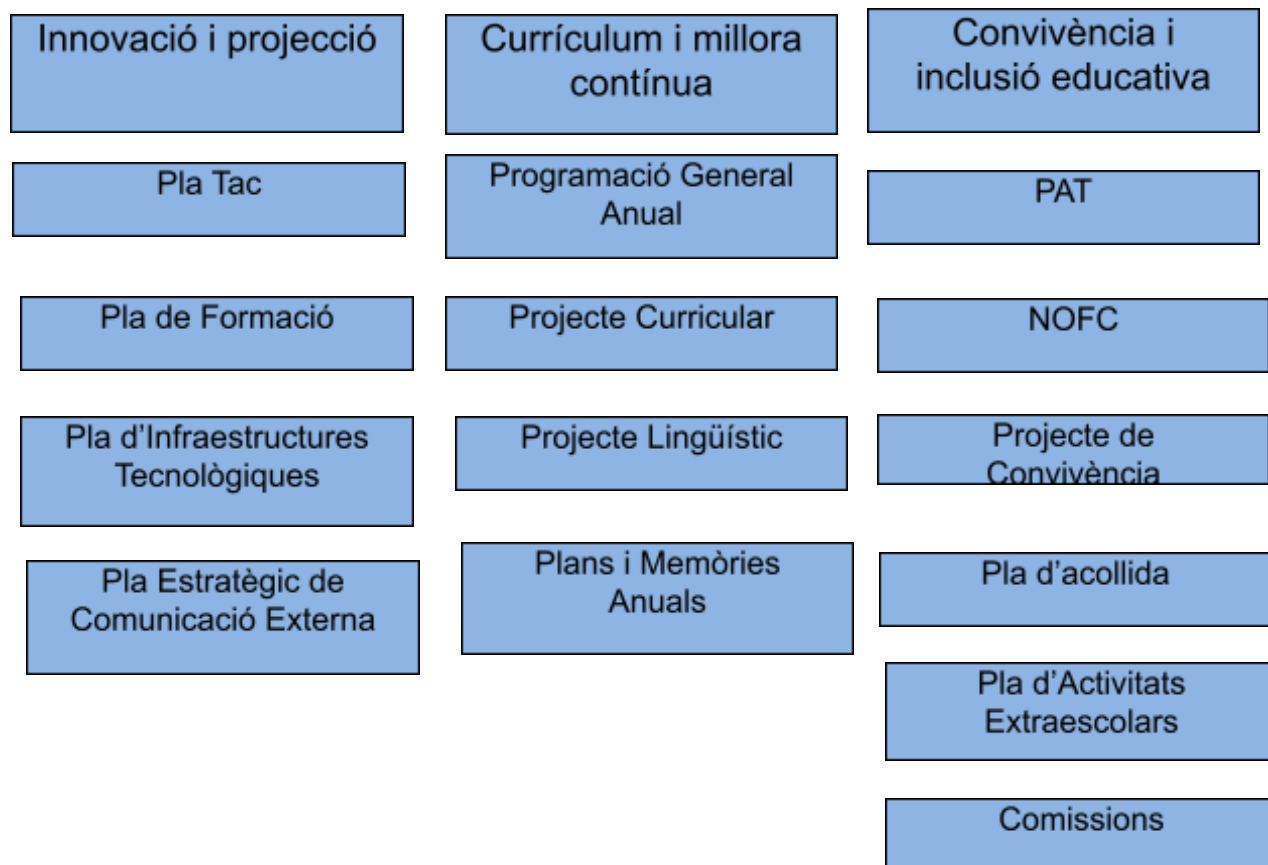 Innovació i projecció
Pla Tac
Pla de Formació
Pla d’Infraestructures
Tecnològiques
Pla Estratègic de
Comunicació Externa
Currículum i millora
contínua
Programació General
Anual
Projecte Curricular
Projecte Lingüístic
Plans i Memòries
Anuals
Convivència i
inclusió educativa
PAT
NOFC
Projecte de
Convivència
Pla d’acollida
Pla d’Activitats
Extraescolars
Comissions